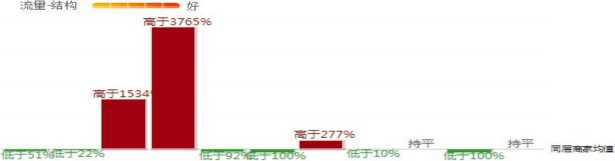 流量-结构 好
高于3765%
高于1534%
高于277%
持平 持平
低于51% 低于22% 低于92% 低于100% 低于10% 低于100%
同层商家均值